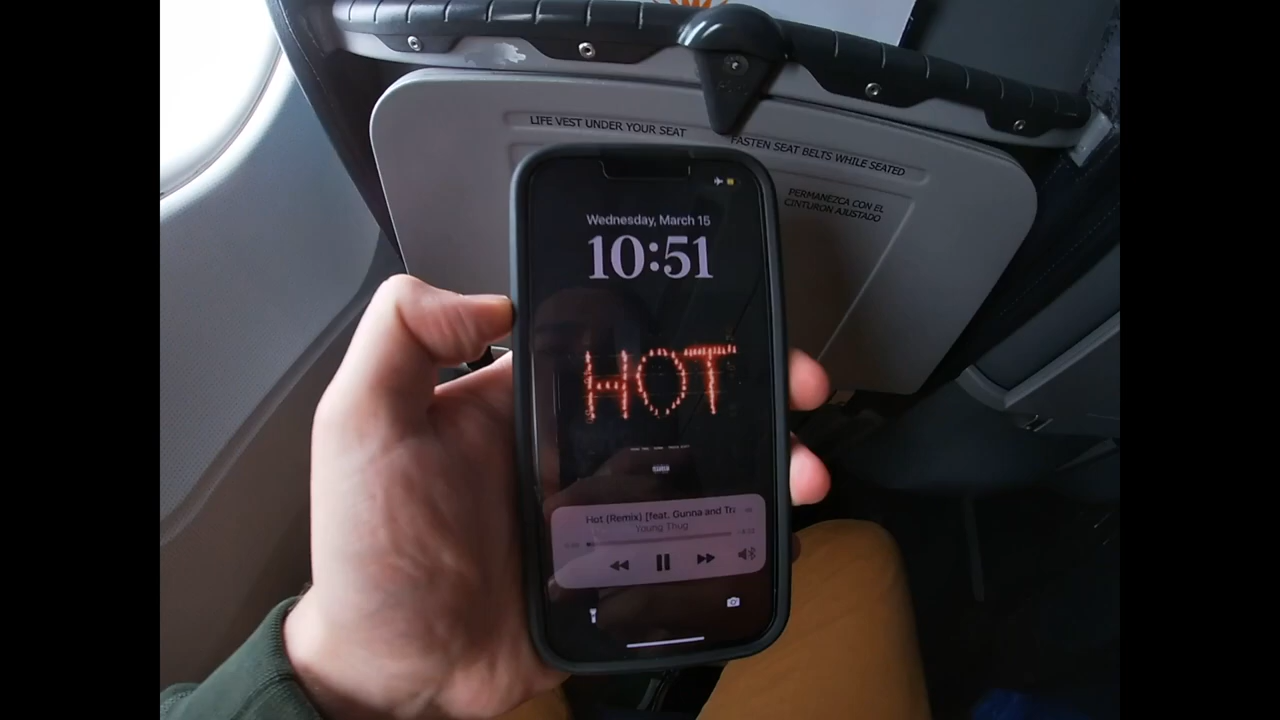 LIFE VEST UNDER YOUR SEAT
FASTEN SEAT BELTS WHILE SEATED
PERMANEZCA CON EL
CINTURON AJUSTADO
Wednesday, March 15
10:51
HOT
Hot (Remix) [feat. Gunna and Tra
Young Thug